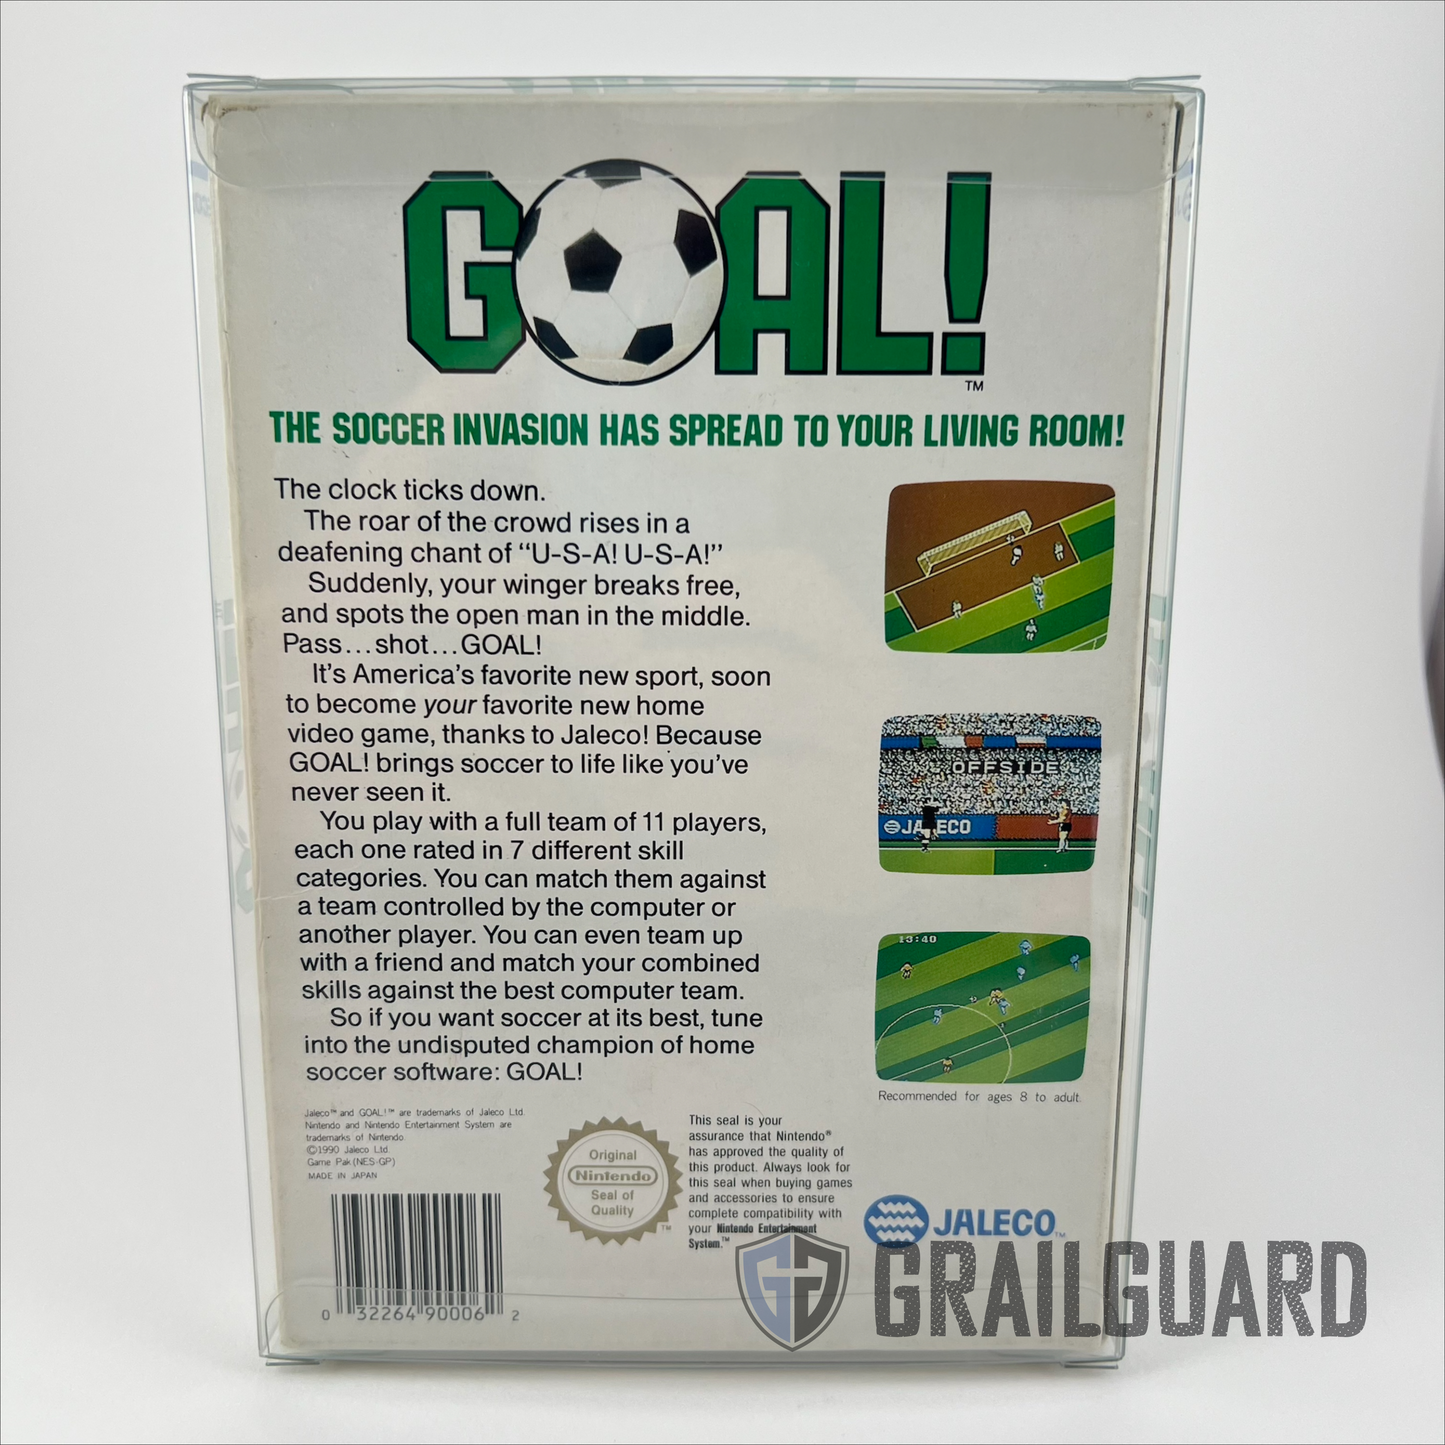 GOAL!
TM
THE SOCCER INVASION HAS SPREAD TO YOUR LIVING ROOM!
The clock ticks down.
The roar of the crowd rises in a
deafening chant of “U-S-A! U-S-A!”
Suddenly, your winger breaks free,
and spots the open man in the middle.
Pass...shot...GOAL!
It's America's favorite new sport, soon
to become your favorite new home
video game, thanks to Jaleco! Because
GOAL! brings soccer to life like you've
never seen it.
You play with a full team of 11 players,
each one rated in 7 different skill
categories. You can match them against
a team controlled by the computer or
another player. You can even team up
with a friend and match your combined
skills against the best computer team.
So if you want soccer at its best, tune
into the undisputed champion of home
soccer software: GOAL!
OFFSIDE
JALECO
13:40
Recommended for ages 8 to adult.
Jaleco™ and GOAL!™ are trademarks of Jaleco Ltd.
Nintendo and Nintendo Entertainment System are
trademarks of Nintendo
©1990 Jaleco Ltd.
Game Pak (NES-GP)
MADE IN JAPAN
Original
Nintendo
Seal of
Quality
TM
This seal is your
assurance that Nintendo®
has approved the quality of
this product. Always look for
this seal when buying games
and accessories to ensure
complete compatibility with
your Nintendo Entertainment
System.™
JALECO™
0 32264 90006 2
GRAILGUARD